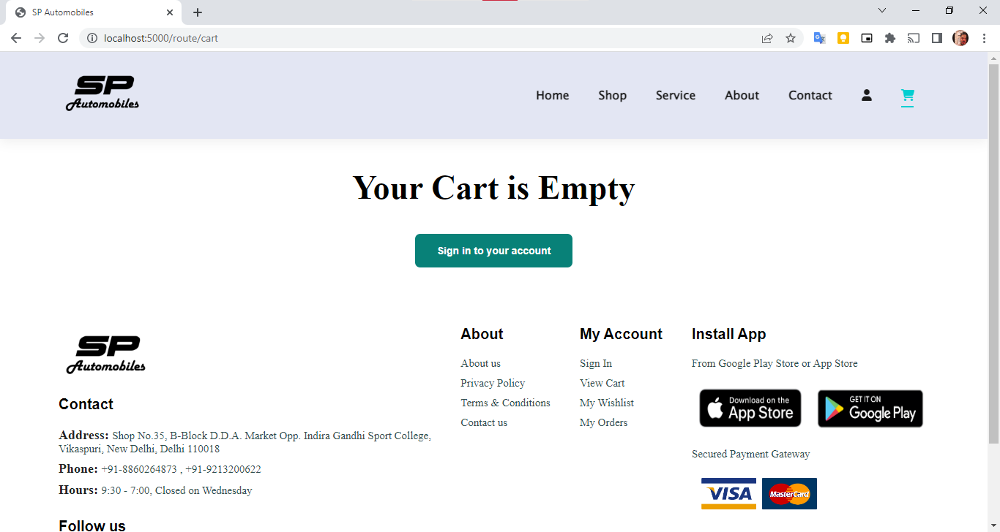 SP Automobiles
localhost:5000/route/cart
SP
Automobiles
Home Shop Service About Contact
Your Cart is Empty
Sign in to your account
SP
Automobiles
Contact
Address: Shop No.35, B-Block D.D.A. Market Opp. Indira Gandhi Sport College,
Vikaspuri, New Delhi, Delhi 110018
Phone: +91-8860264873 , +91-9213200622
Hours: 9:30 - 7:00, Closed on Wednesday
Follow us
About
About us
Privacy Policy
Terms & Conditions
Contact us
My Account
Sign In
View Cart
My Wishlist
My Orders
Install App
From Google Play Store or App Store
Download on the
App Store
GET IT ON
Google Play
Secured Payment Gateway
VISA
MasterCard